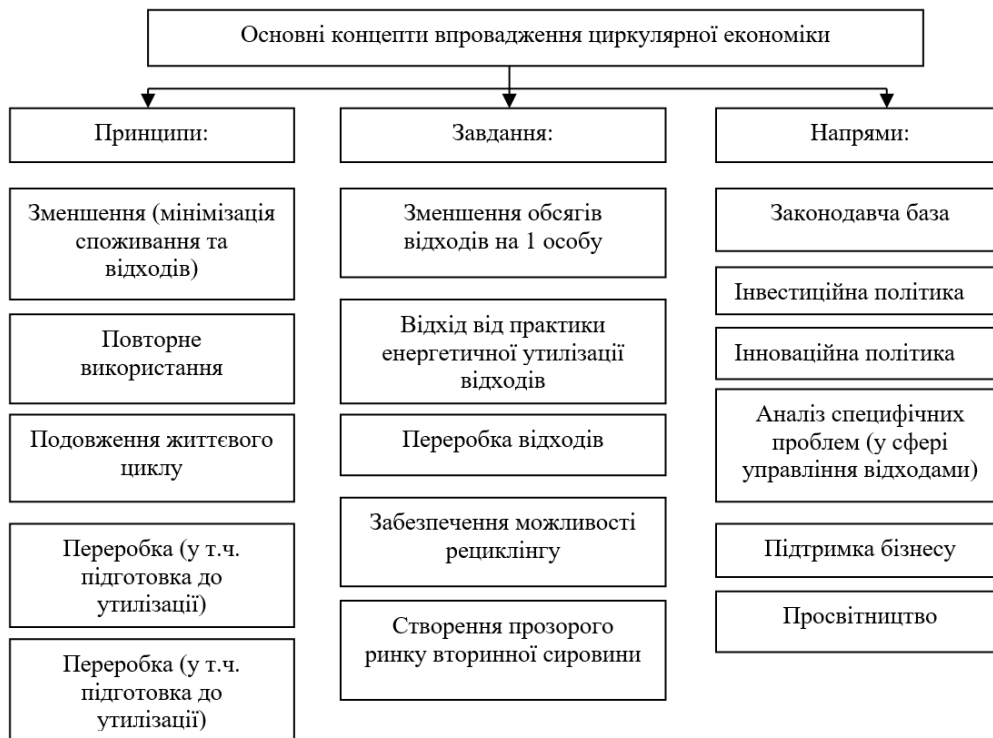 Основні концепти впровадження циркулярної економіки
Принципи:
Зменшення (мінімізація
споживання та
відходів)
Повторне
використання
Подовження життєвого
циклу
Переробка (у т.ч.
підготовка до
утилізації)
Переробка (у т.ч.
підготовка до
утилізації)
Завдання:
Зменшення обсягів
відходів на 1 особу
Відхід від практики
енергетичної утилізації
відходів
Переробка відходів
Забезпечення можливості
рециклінгу
Створення прозорого
ринку вторинної сировини
Напрями:
Законодавча база
Інвестиційна політика
Інноваційна політика
Аналіз специфічних
проблем (у сфері
управління відходами)
Підтримка бізнесу
Просвітництво